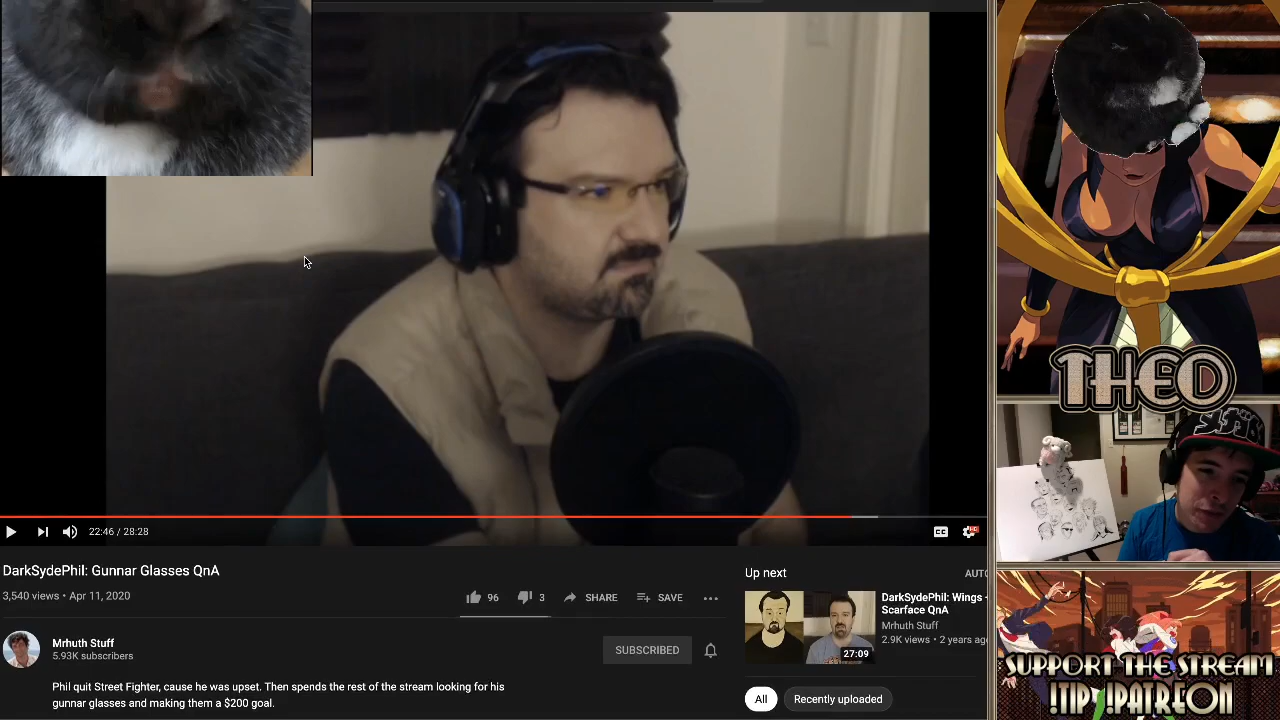 22:46 / 28:28
CC
HD
DarkSydePhil: Gunnar Glasses QnA
3,540 views • Apr 11, 2020
96
3
SHARE
SAVE
Mrhuth Stuff
5.93K subscribers
SUBSCRIBED
Phil quit Street Fighter, cause he was upset. Then spends the rest of the stream looking for his
gunnar glasses and making them a $200 goal.
Up next
AUTO
DarkSydePhil: Wings -
Scarface QnA
Mrhuth Stuff
2.9K views • 2 years ago
27:09
All
Recently uploaded
THEO
SUPPORT THE STREAM
!TIP !PATREON